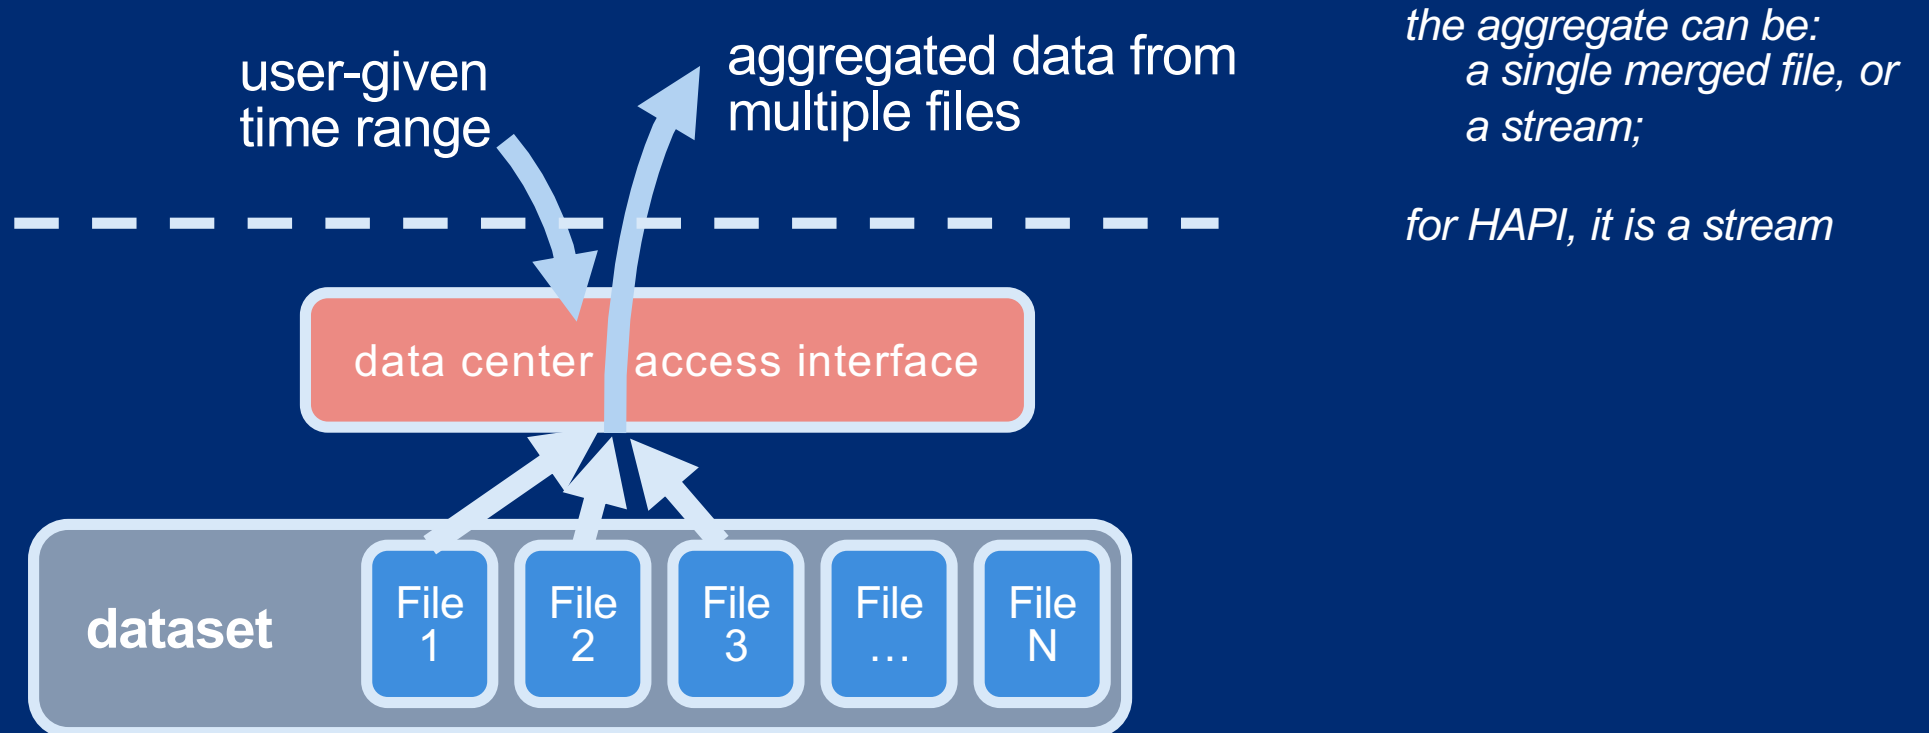 user-given
time range
aggregated data from
multiple files
the aggregate can be:
a single merged file, or
a stream;
for HAPI, it is a stream
data center access interface
dataset
File
1
File
2
File
3
File
…
File
N